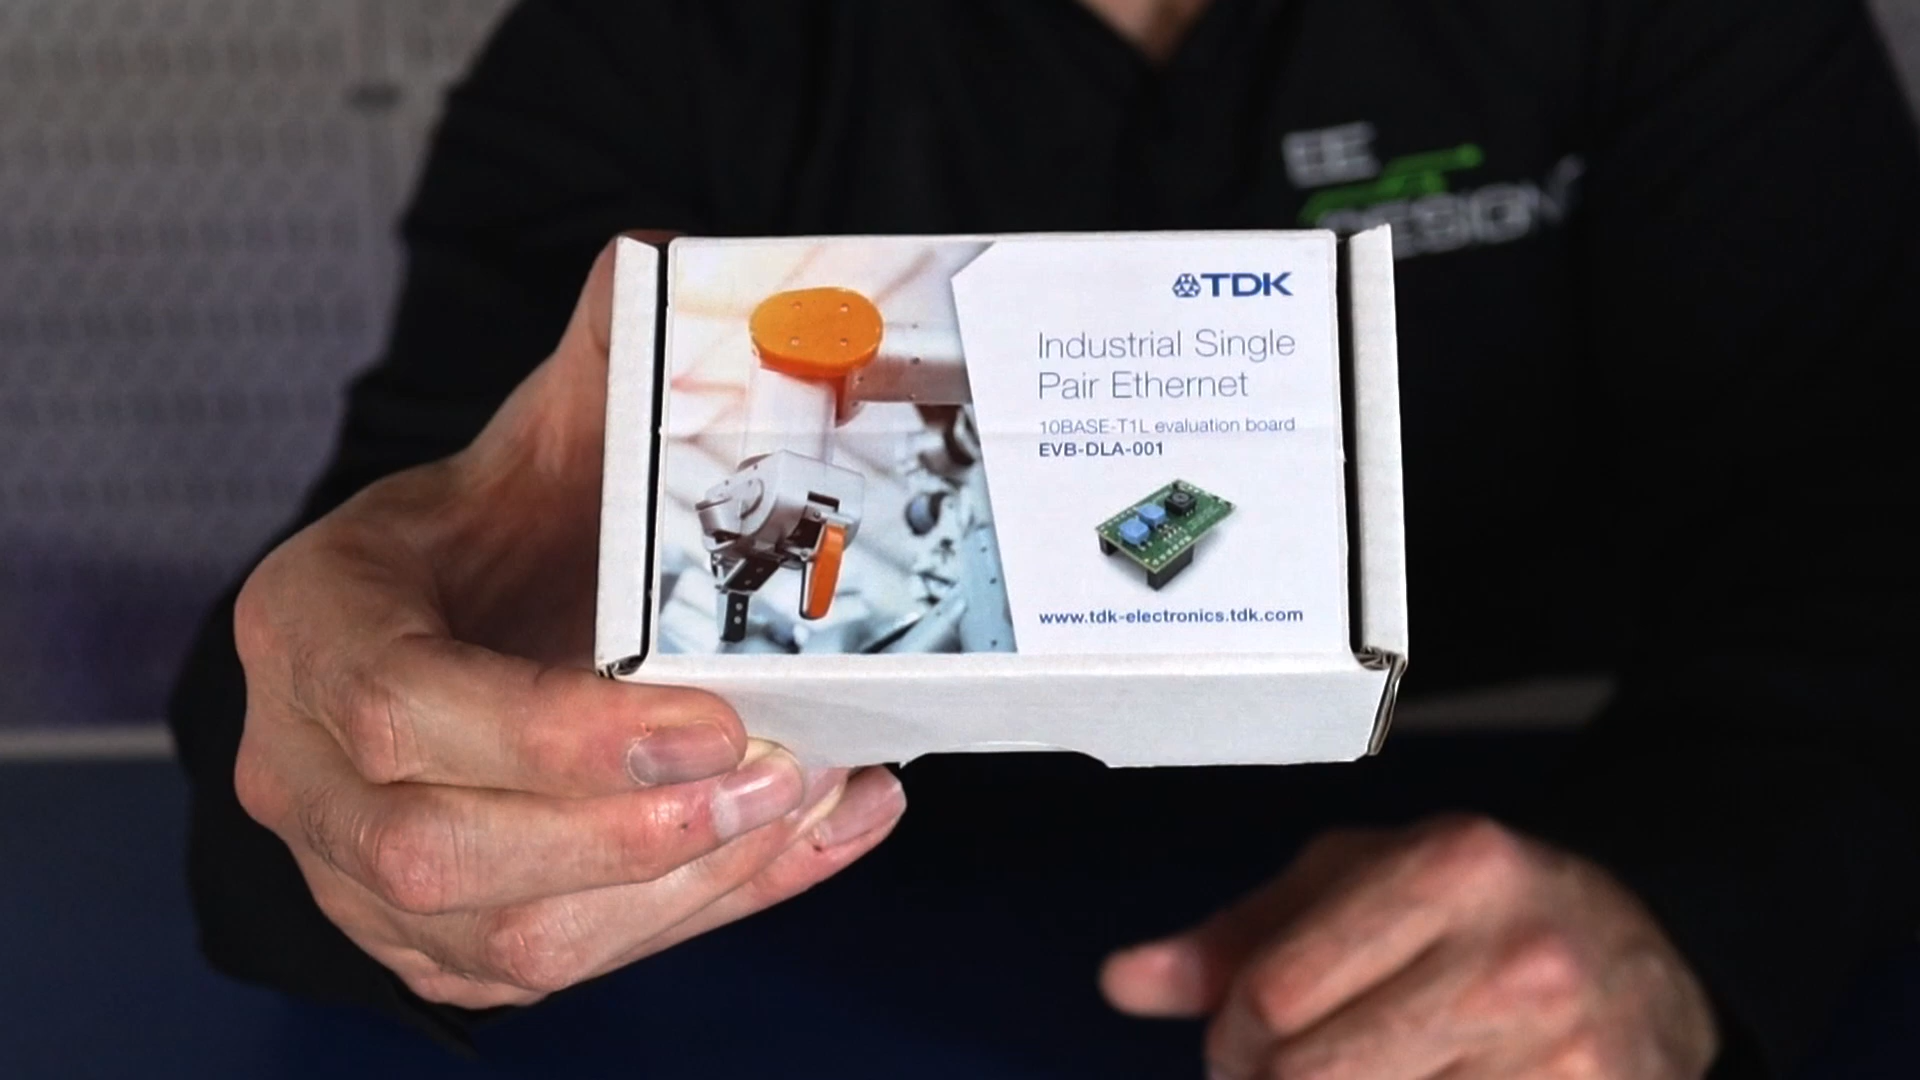 EE
DESIGN
TDK
Industrial Single
Pair Ethernet
10BASE-T1L evaluation board
EVB-DLA-001
www.tdk-electronics.tdk.com